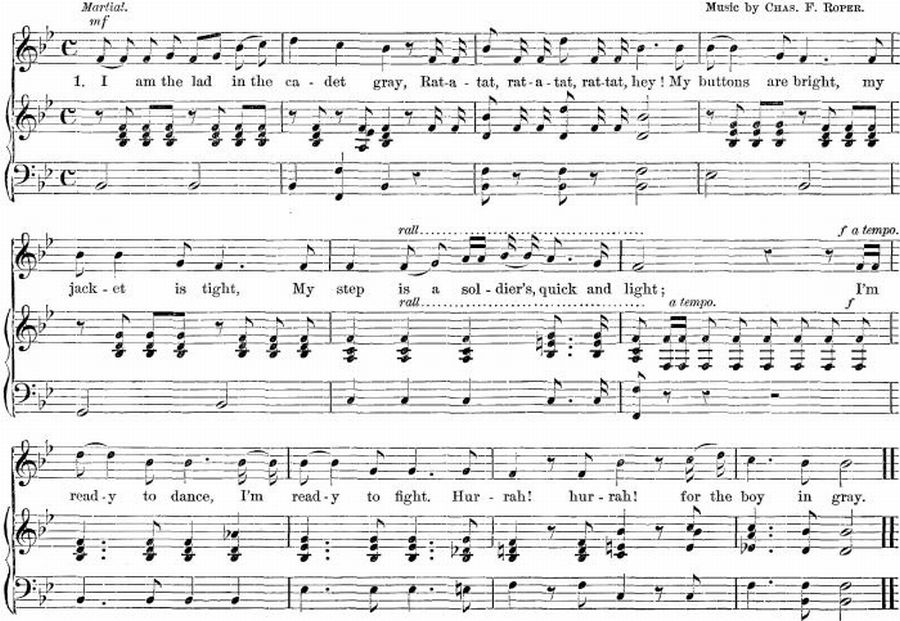 Martial. Music by CHAS. F. ROPER.
mf
1. I am the lad in the ca - det gray, Rat-a-tat, rat-a-tat, rat-tat, hey! My buttons are bright, my
rall........ f a tempo.
jack - et is tight, My step is a sol-dier's, quick and light; I'm
rall........ a tempo. f
read-y to dance, I'm read-y to fight. Hur-rah! hur-rah! for the boy in gray.